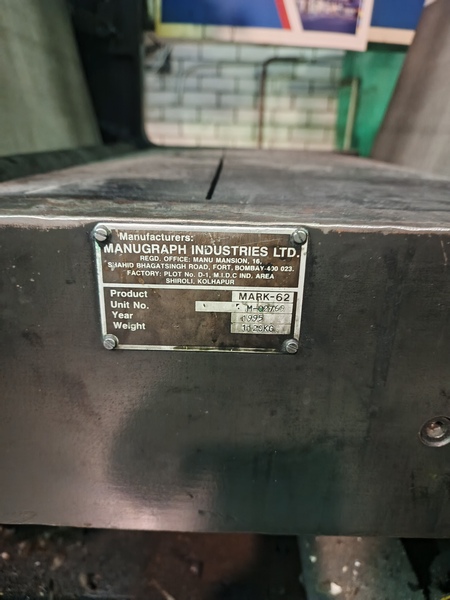 Manufacturers:
MANUGRAPH INDUSTRIES LTD.
REGD. OFFICE: MANU MANSION, 16,
SHAHID BHAGATSINGH ROAD, FORT, BOMBAY-400 023.
FACTORY: PLOT No. D-1, M.I.D.C IND. AREA
SHIROLI, KOLHAPUR
Product MARK-62
Unit No.
Year 1995
Weight